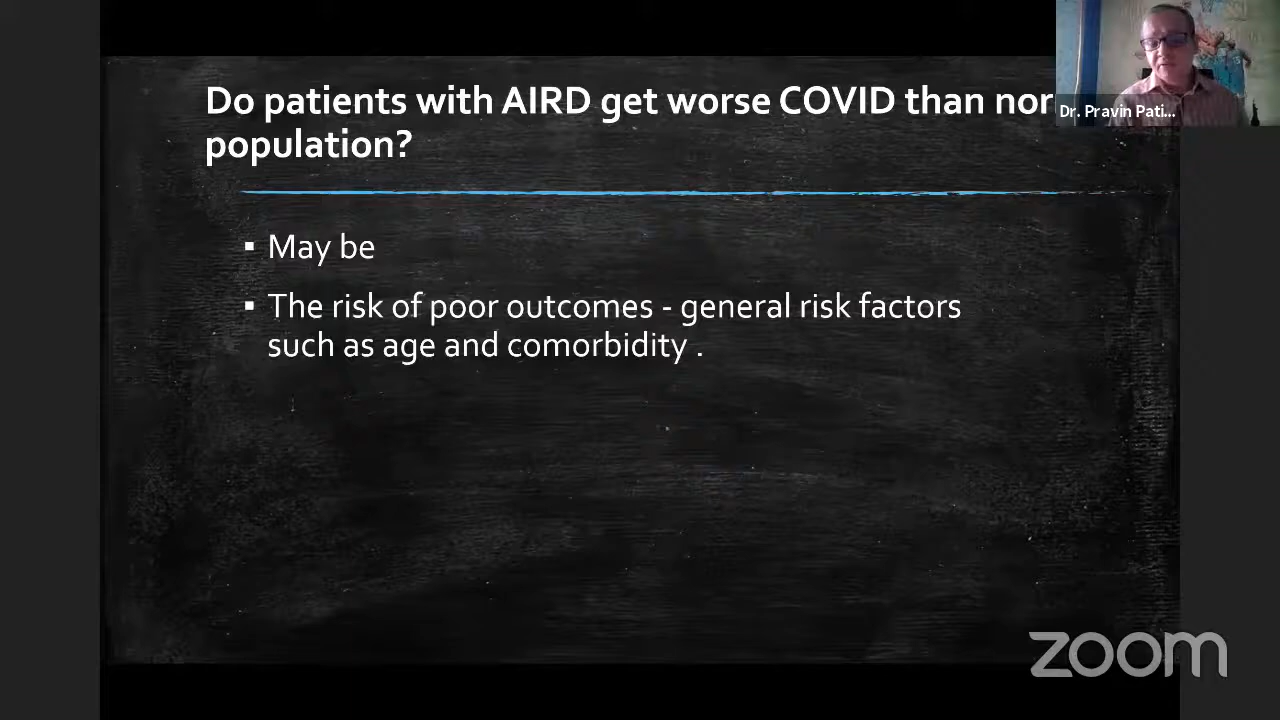 Do patients with AIRD get worse COVID than nor
population?
Dr. Pravin Pati...
▪ May be
▪ The risk of poor outcomes - general risk factors
such as age and comorbidity .
zoom